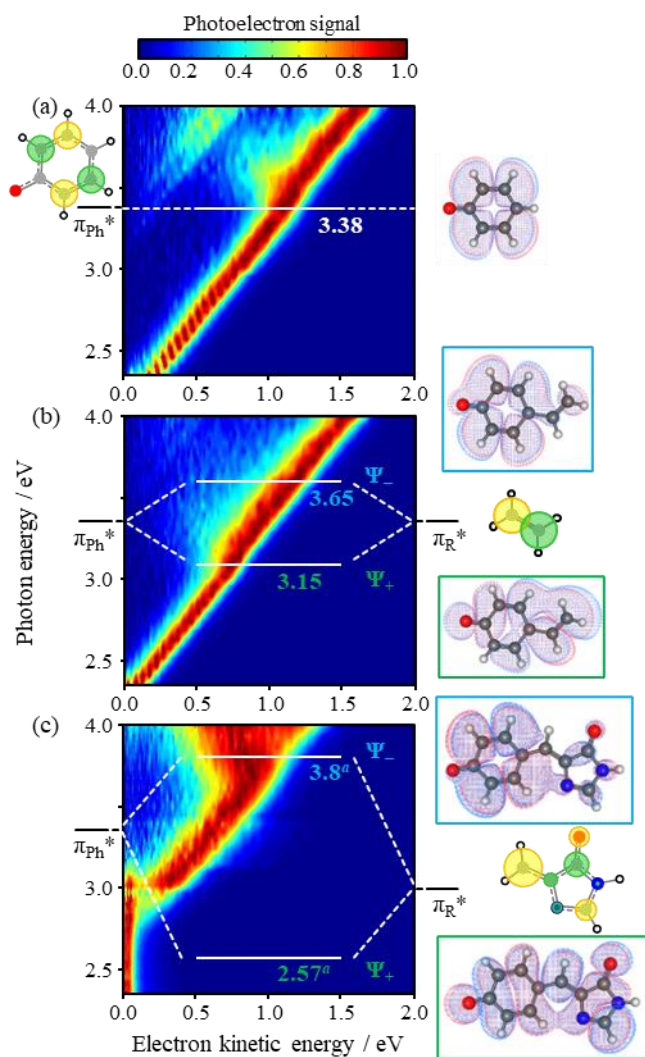 Photoelectron signal
0.0 0.2 0.4 0.6 0.8 1.0
(a)
4.0
π_Ph*
3.38
3.0
2.5
0.0 0.5 1.0 1.5 2.0
(b)
4.0
Ψ₋
3.65
π_Ph*
π_R*
3.0
3.15
Ψ₊
2.5
Photon energy / eV
0.0 0.5 1.0 1.5 2.0
(c)
4.0
Ψ₋
3.8ᵃ
π_Ph*
3.0
π_R*
2.57ᵃ
Ψ₊
2.5
0.0 0.5 1.0 1.5 2.0
Electron kinetic energy / eV